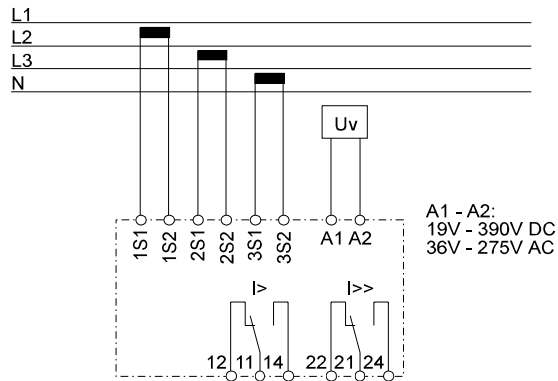 L1
L2
L3
N
Uv
1S1
1S2
2S1
2S2
3S1
3S2
A1 A2
A1 - A2:
19V - 390V DC
36V - 275V AC
I>
I>>
12 11 14
22 21 24